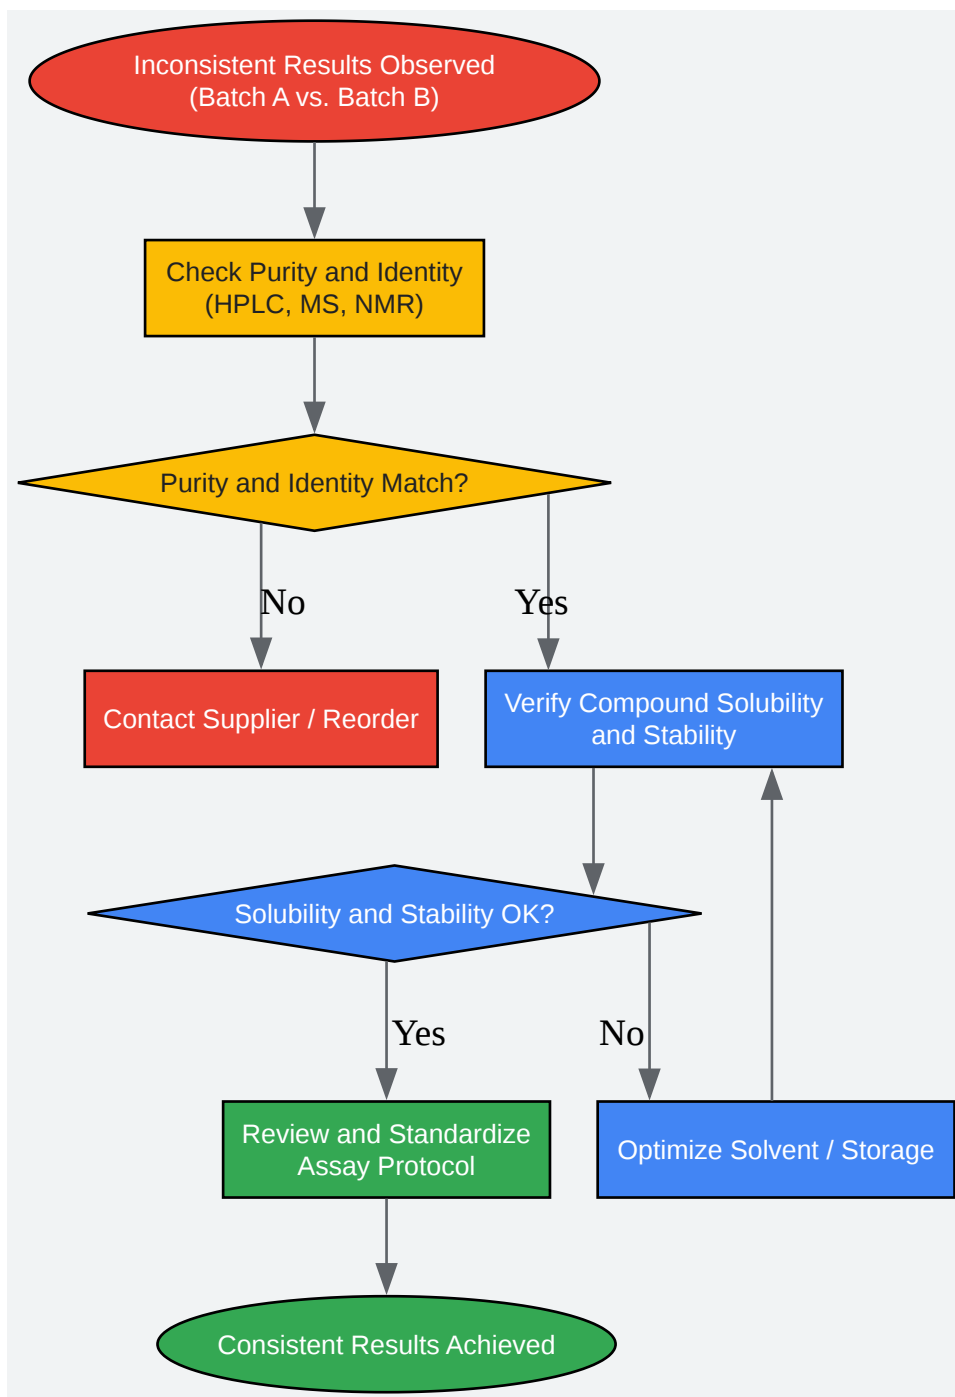 Inconsistent Results Observed
(Batch A vs. Batch B)
Check Purity and Identity
(HPLC, MS, NMR)
Purity and Identity Match?
No
Yes
Contact Supplier / Reorder
Verify Compound Solubility
and Stability
Solubility and Stability OK?
Yes
No
Review and Standardize
Assay Protocol
Optimize Solvent / Storage
Consistent Results Achieved